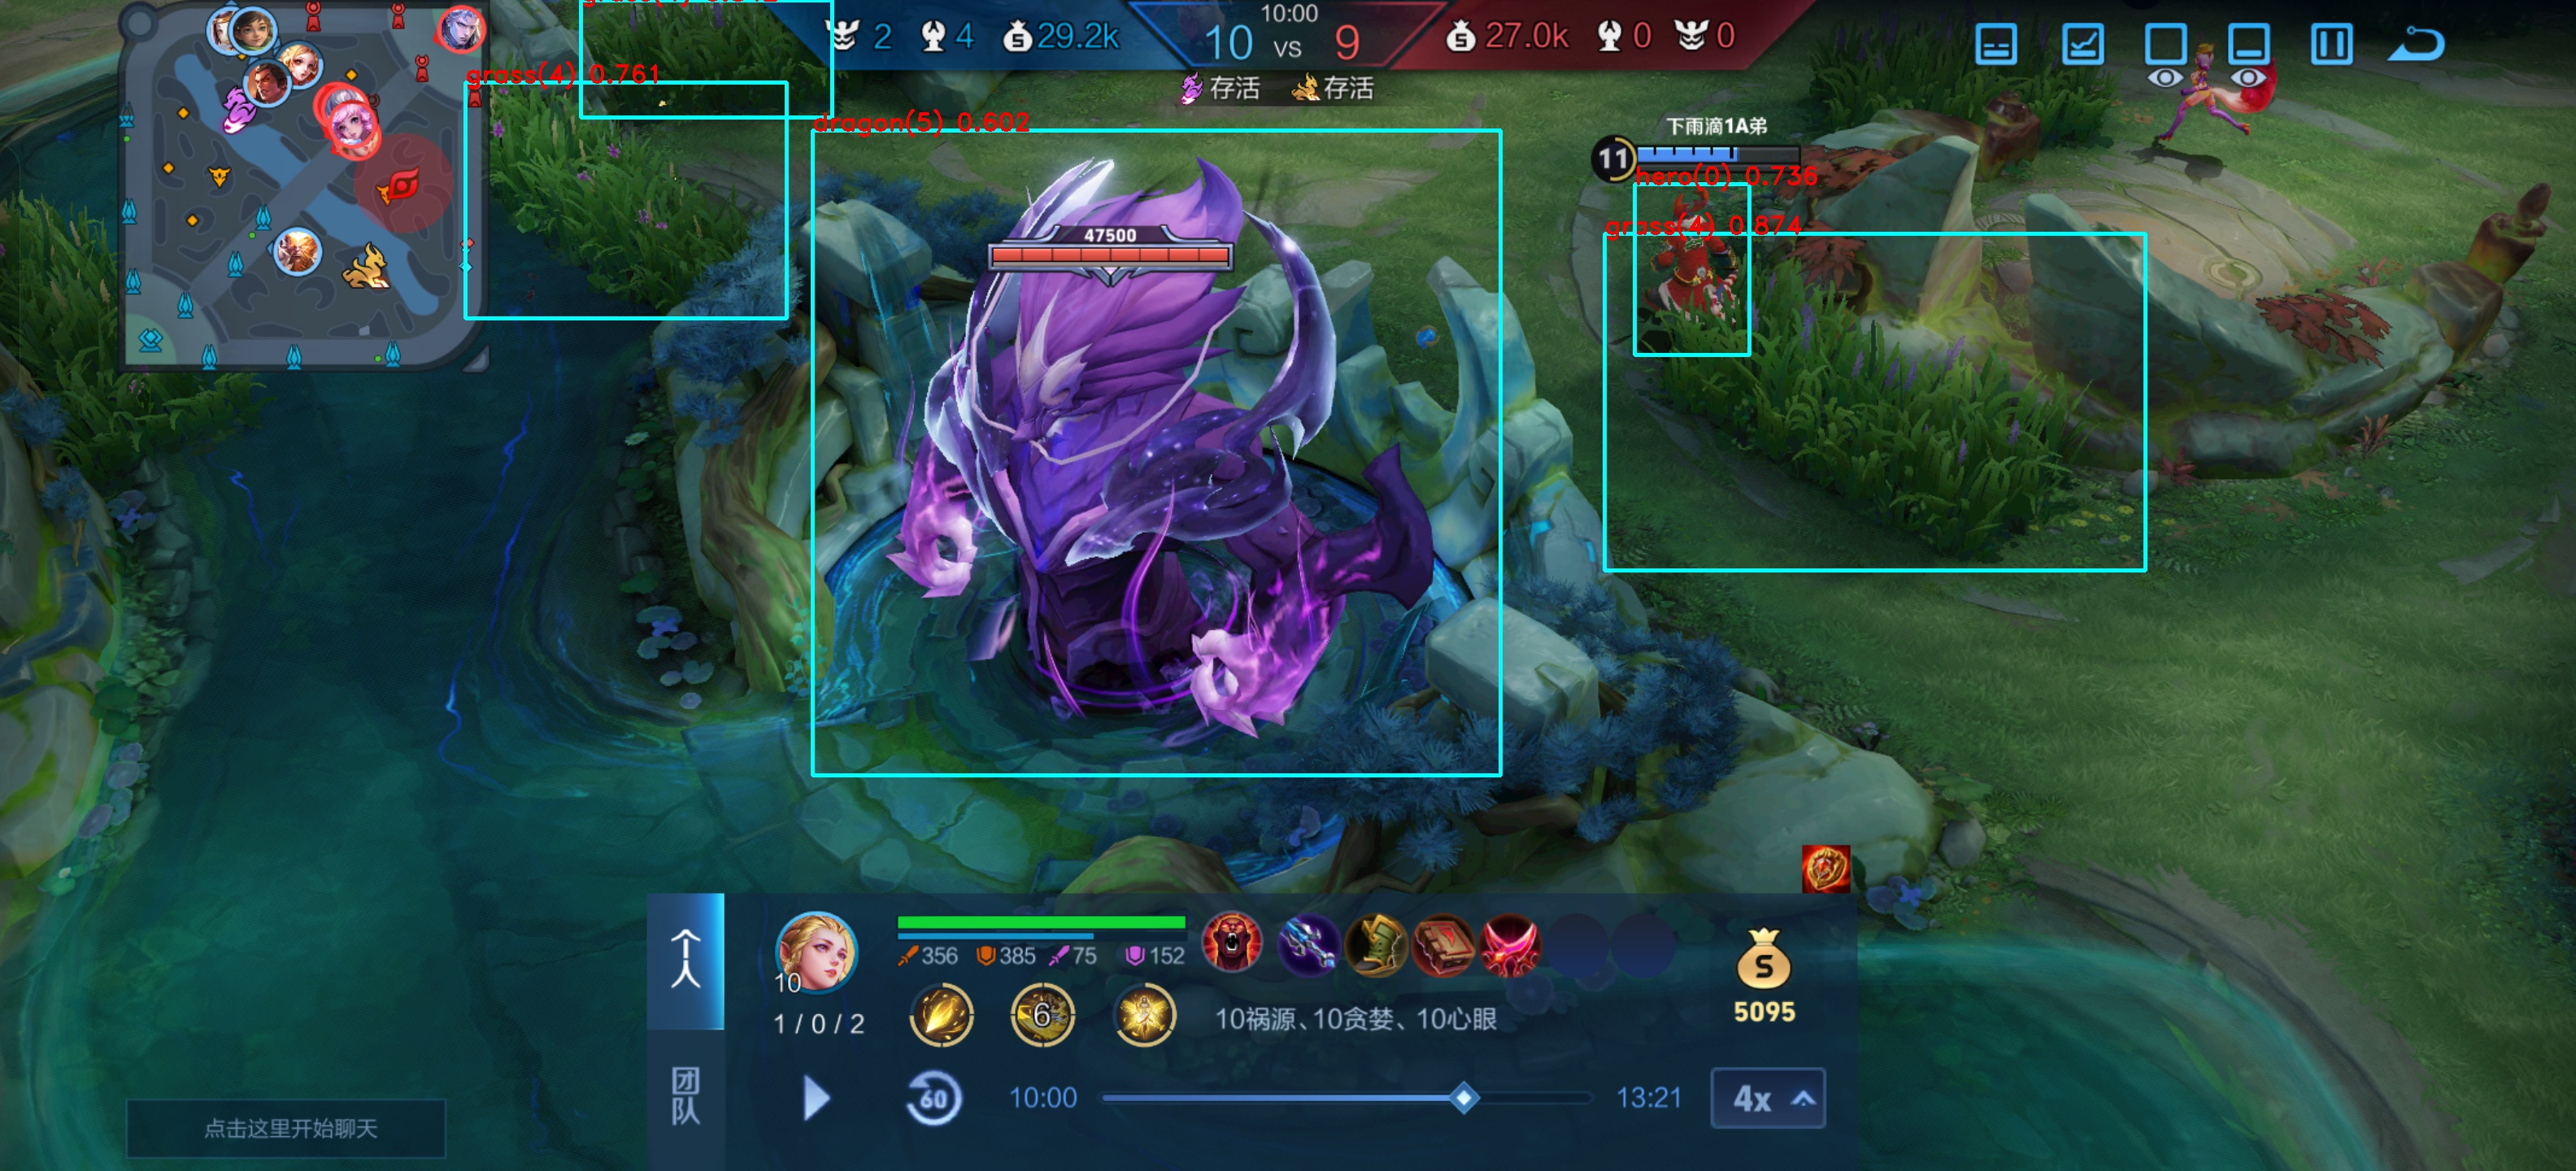 2 4 29.2k 10 VS 9 27.0k 0 0
10:00
存活 存活
grass(4) 0.761
dragon(5) 0.602
下雨滴1A弟
11
hero(0) 0.736
grass(4) 0.874
47500
个人
10
356 385 75 152
1/0/2
6
10祸源、10贪婪、10心眼
S
5095
团队
60
10:00
13:21
4x
点击这里开始聊天